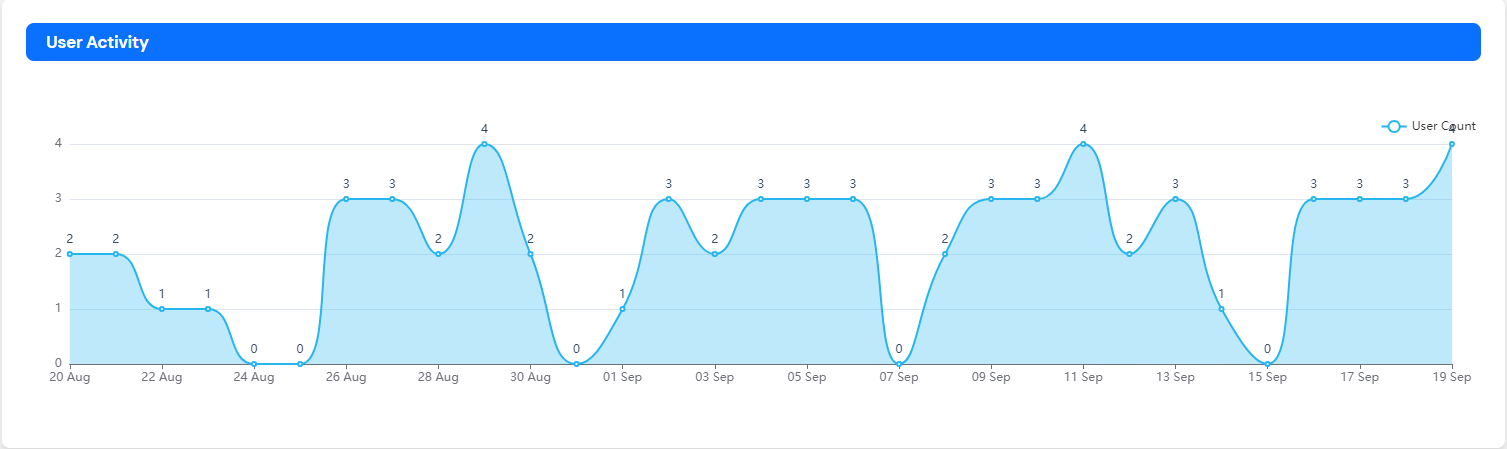 User Activity
User Count
4
4
4
4
3
3
3
3
3
3
3
3
3
3
3
3
3
2
2
2
2
2
2
2
2
1
1
1
1
1
0
0
0
0
0
0
20 Aug
22 Aug
24 Aug
26 Aug
28 Aug
30 Aug
01 Sep
03 Sep
05 Sep
07 Sep
09 Sep
11 Sep
13 Sep
15 Sep
17 Sep
19 Sep